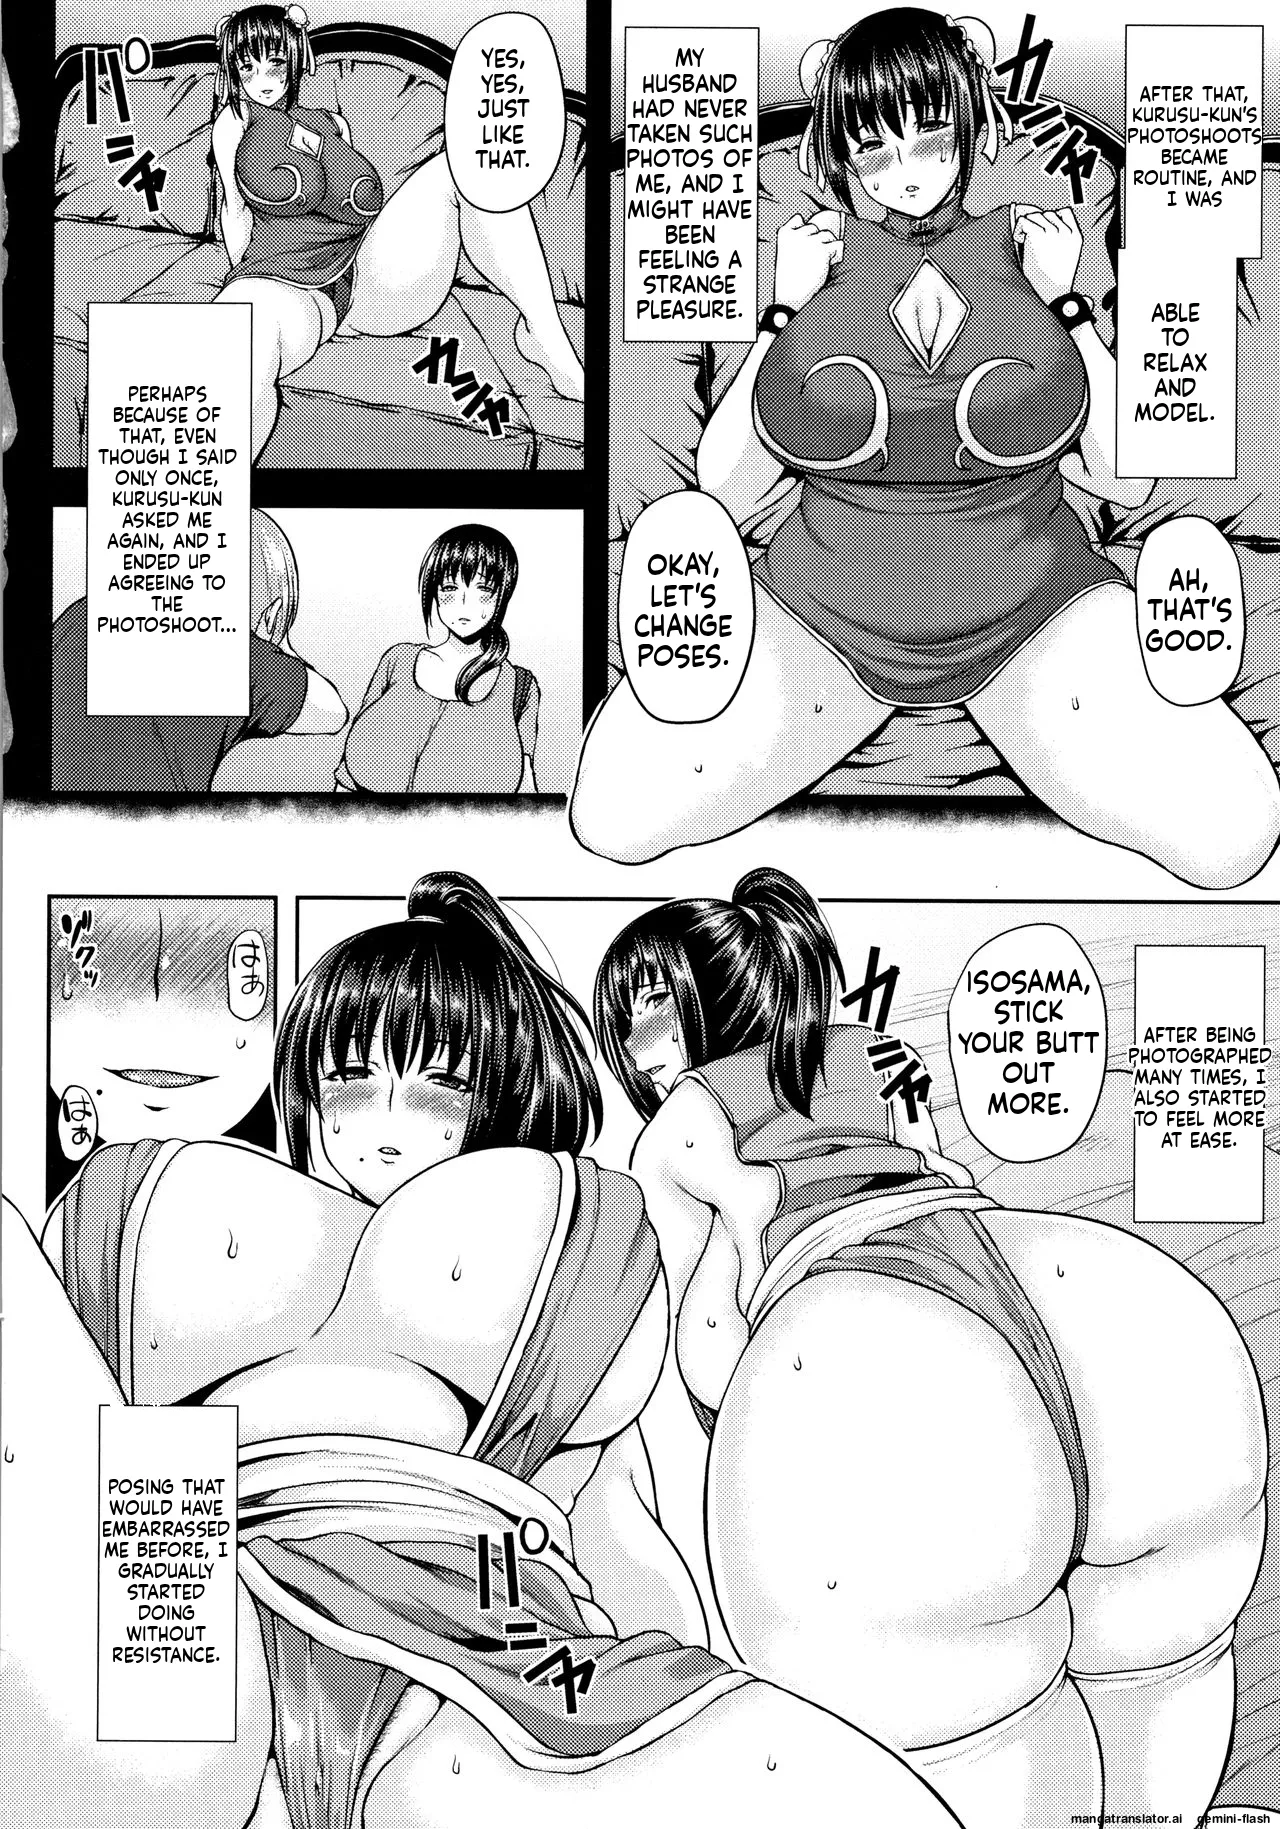 AFTER THAT,
KURUSU-KUN'S
PHOTOSHOOTS
BECAME
ROUTINE, AND
I WAS
ABLE
TO
RELAX
AND
MODEL.
AH,
THAT'S
GOOD.
MY
HUSBAND
HAD NEVER
TAKEN SUCH
PHOTOS OF
ME, AND I
MIGHT HAVE
BEEN
FEELING A
STRANGE
PLEASURE.
OKAY,
LET'S
CHANGE
POSES.
YES,
YES,
JUST
LIKE
THAT.
PERHAPS
BECAUSE OF
THAT, EVEN
THOUGH I SAID
ONLY ONCE,
KURUSU-KUN
ASKED ME
AGAIN, AND I
ENDED UP
AGREEING TO
THE
PHOTOSHOOT...
AFTER BEING
PHOTOGRAPHED
MANY TIMES, I
ALSO STARTED
TO FEEL MORE
AT EASE.
ISOSAMA,
STICK
YOUR BUTT
OUT
MORE.
ゾクッ
はぁ
はぁ
POSING THAT
WOULD HAVE
EMBARRASSED
ME BEFORE, I
GRADUALLY
STARTED
DOING
WITHOUT
RESISTANCE.
mangatranslator.ai gemini-flash